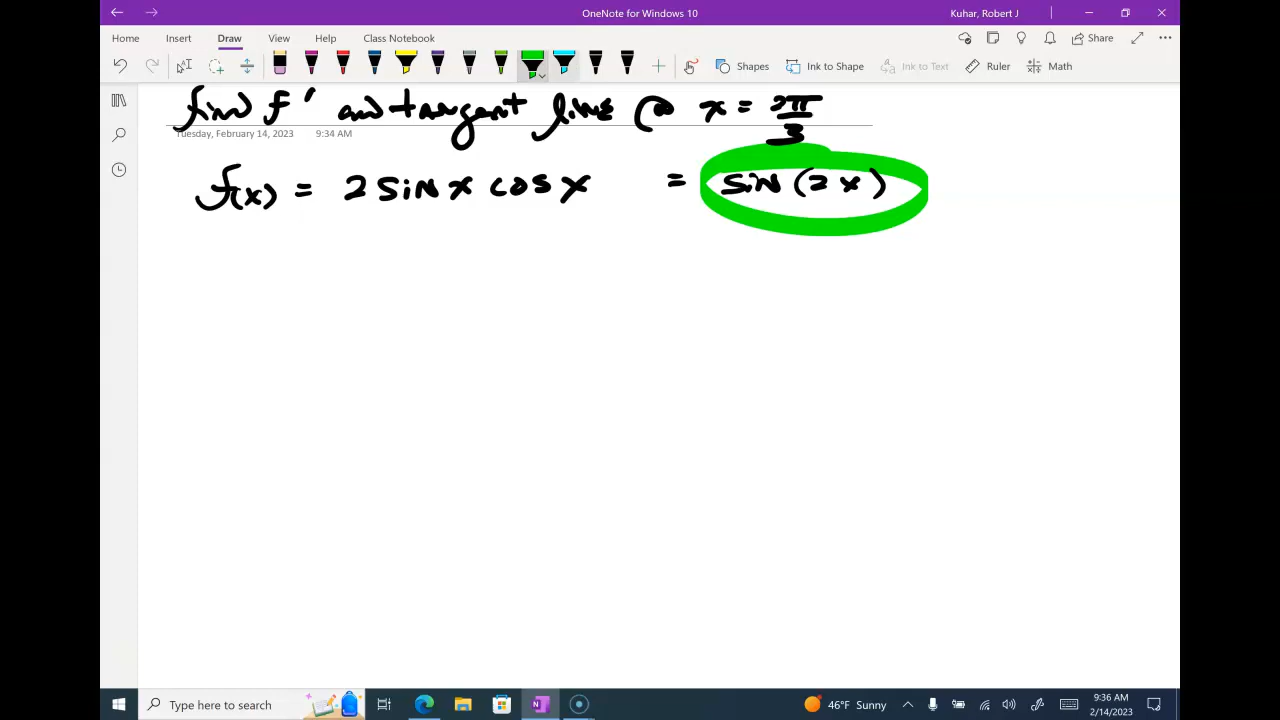 OneNote for Windows 10
Kuhar, Robert J
Home Insert Draw View Help Class Notebook
Share
Shapes Ink to Shape Ink to Text Ruler Math
find f' and tangent line @ x = 2π/3
Tuesday, February 14, 2023 9:34 AM
f(x) = 2 sin x cos x = sin (2x)
Type here to search
46°F Sunny
9:36 AM
2/14/2023